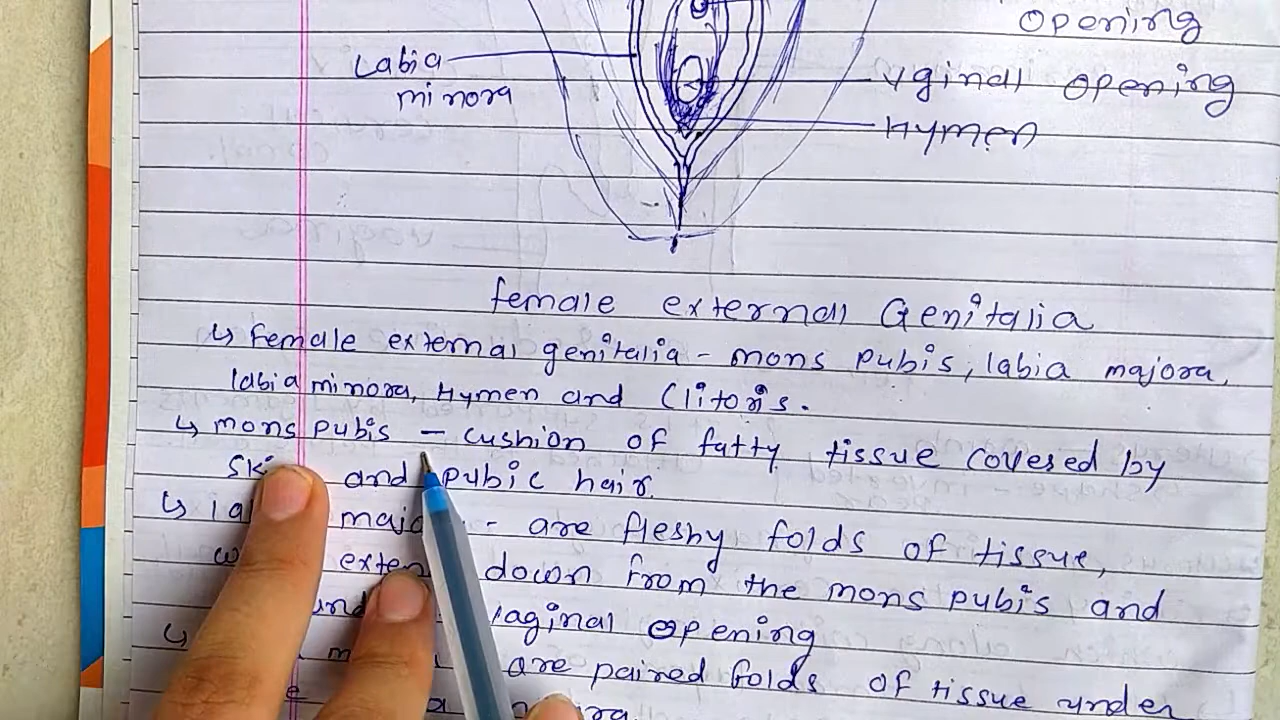 opening
Labia
minora
vginal opening
Hymen
female external Genitalia
↳ Female external genitalia - mons pubis, labia majora,
labia minora, Hymen and Clitoris.
↳ mons pubis - cushion of fatty tissue covered by
and pubic hair.
↳ - are fleshy folds of tissue,
down from the mons pubis and
opening
↳ are paired folds of tissue under